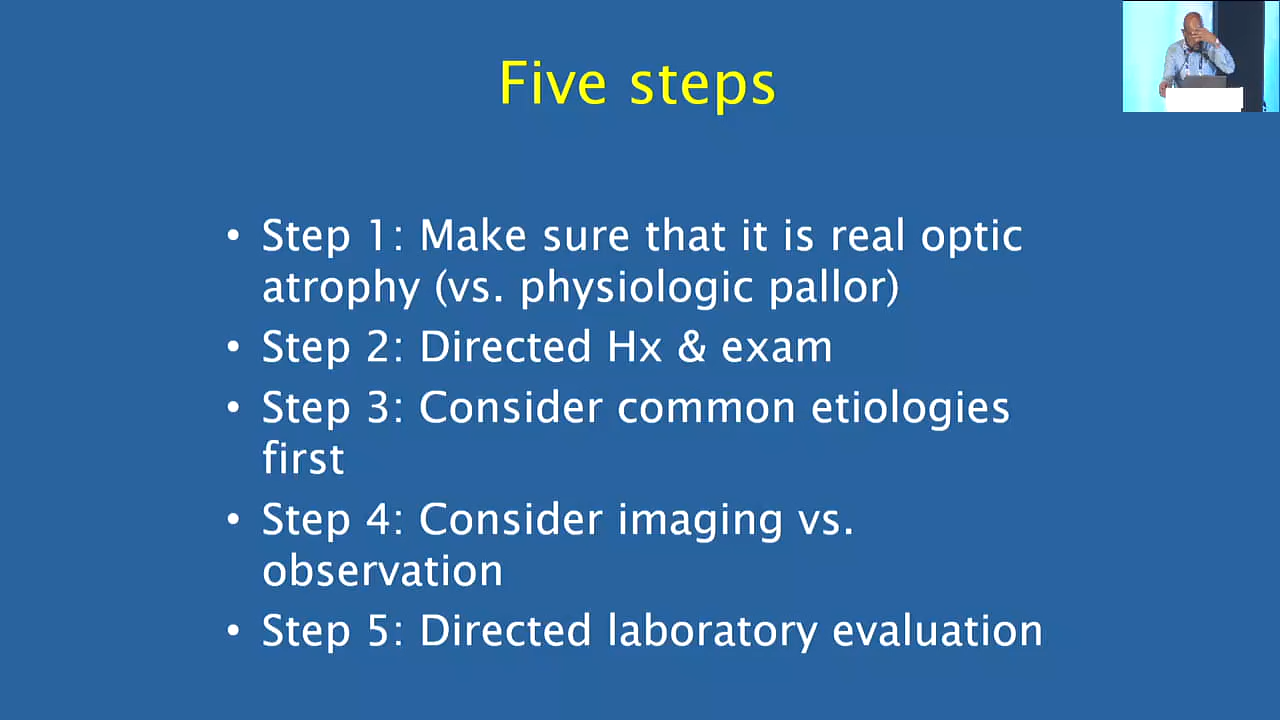 Five steps
• Step 1: Make sure that it is real optic
atrophy (vs. physiologic pallor)
• Step 2: Directed Hx & exam
• Step 3: Consider common etiologies
first
• Step 4: Consider imaging vs.
observation
• Step 5: Directed laboratory evaluation